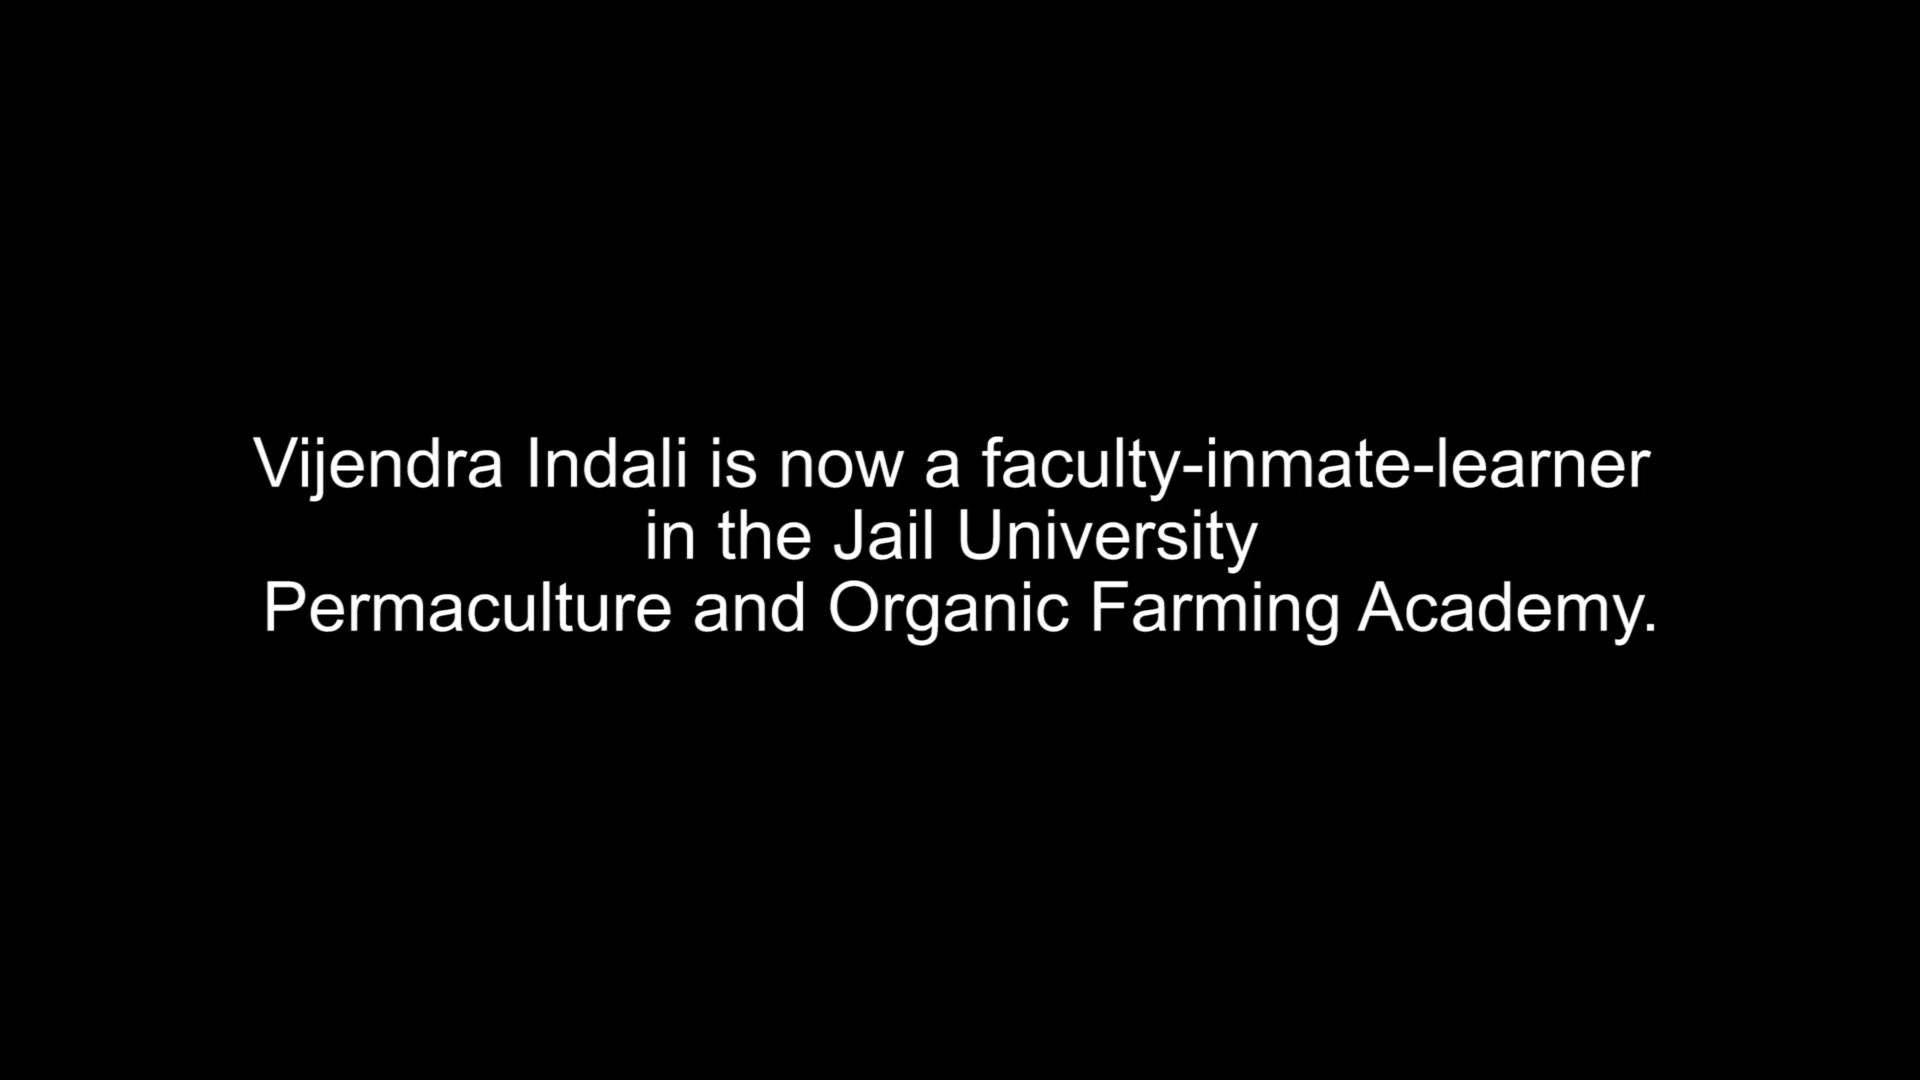 Vijendra Indali is now a faculty-inmate-learner
in the Jail University
Permaculture and Organic Farming Academy.